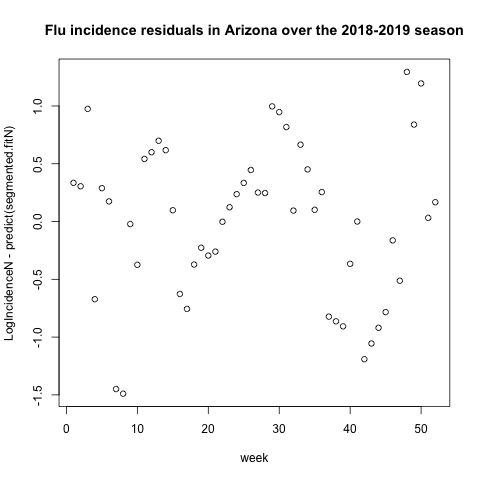 Flu incidence residuals in Arizona over the 2018-2019 season
LogIncidenceN - predict(segmented.fitN)
1.0
0.5
0.0
-0.5
-1.0
-1.5
0 10 20 30 40 50
week